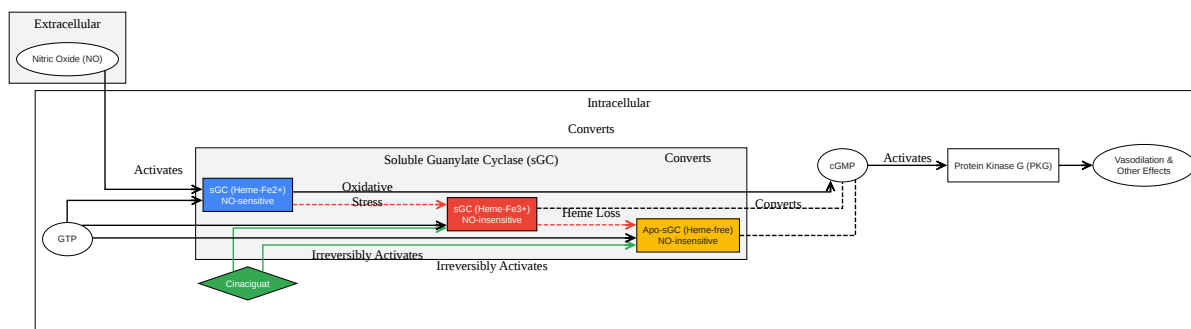 Extracellular
Nitric Oxide (NO)
Intracellular
Converts
Soluble Guanylate Cyclase (sGC)
Converts
Activates
sGC (Heme-Fe2+)
NO-sensitive
Oxidative
Stress
sGC (Heme-Fe3+)
NO-insensitive
Heme Loss
Apo-sGC (Heme-free)
NO-insensitive
Converts
cGMP
Activates
Protein Kinase G (PKG)
Vasodilation &
Other Effects
GTP
Irreversibly Activates
Irreversibly Activates
Cinaciguat